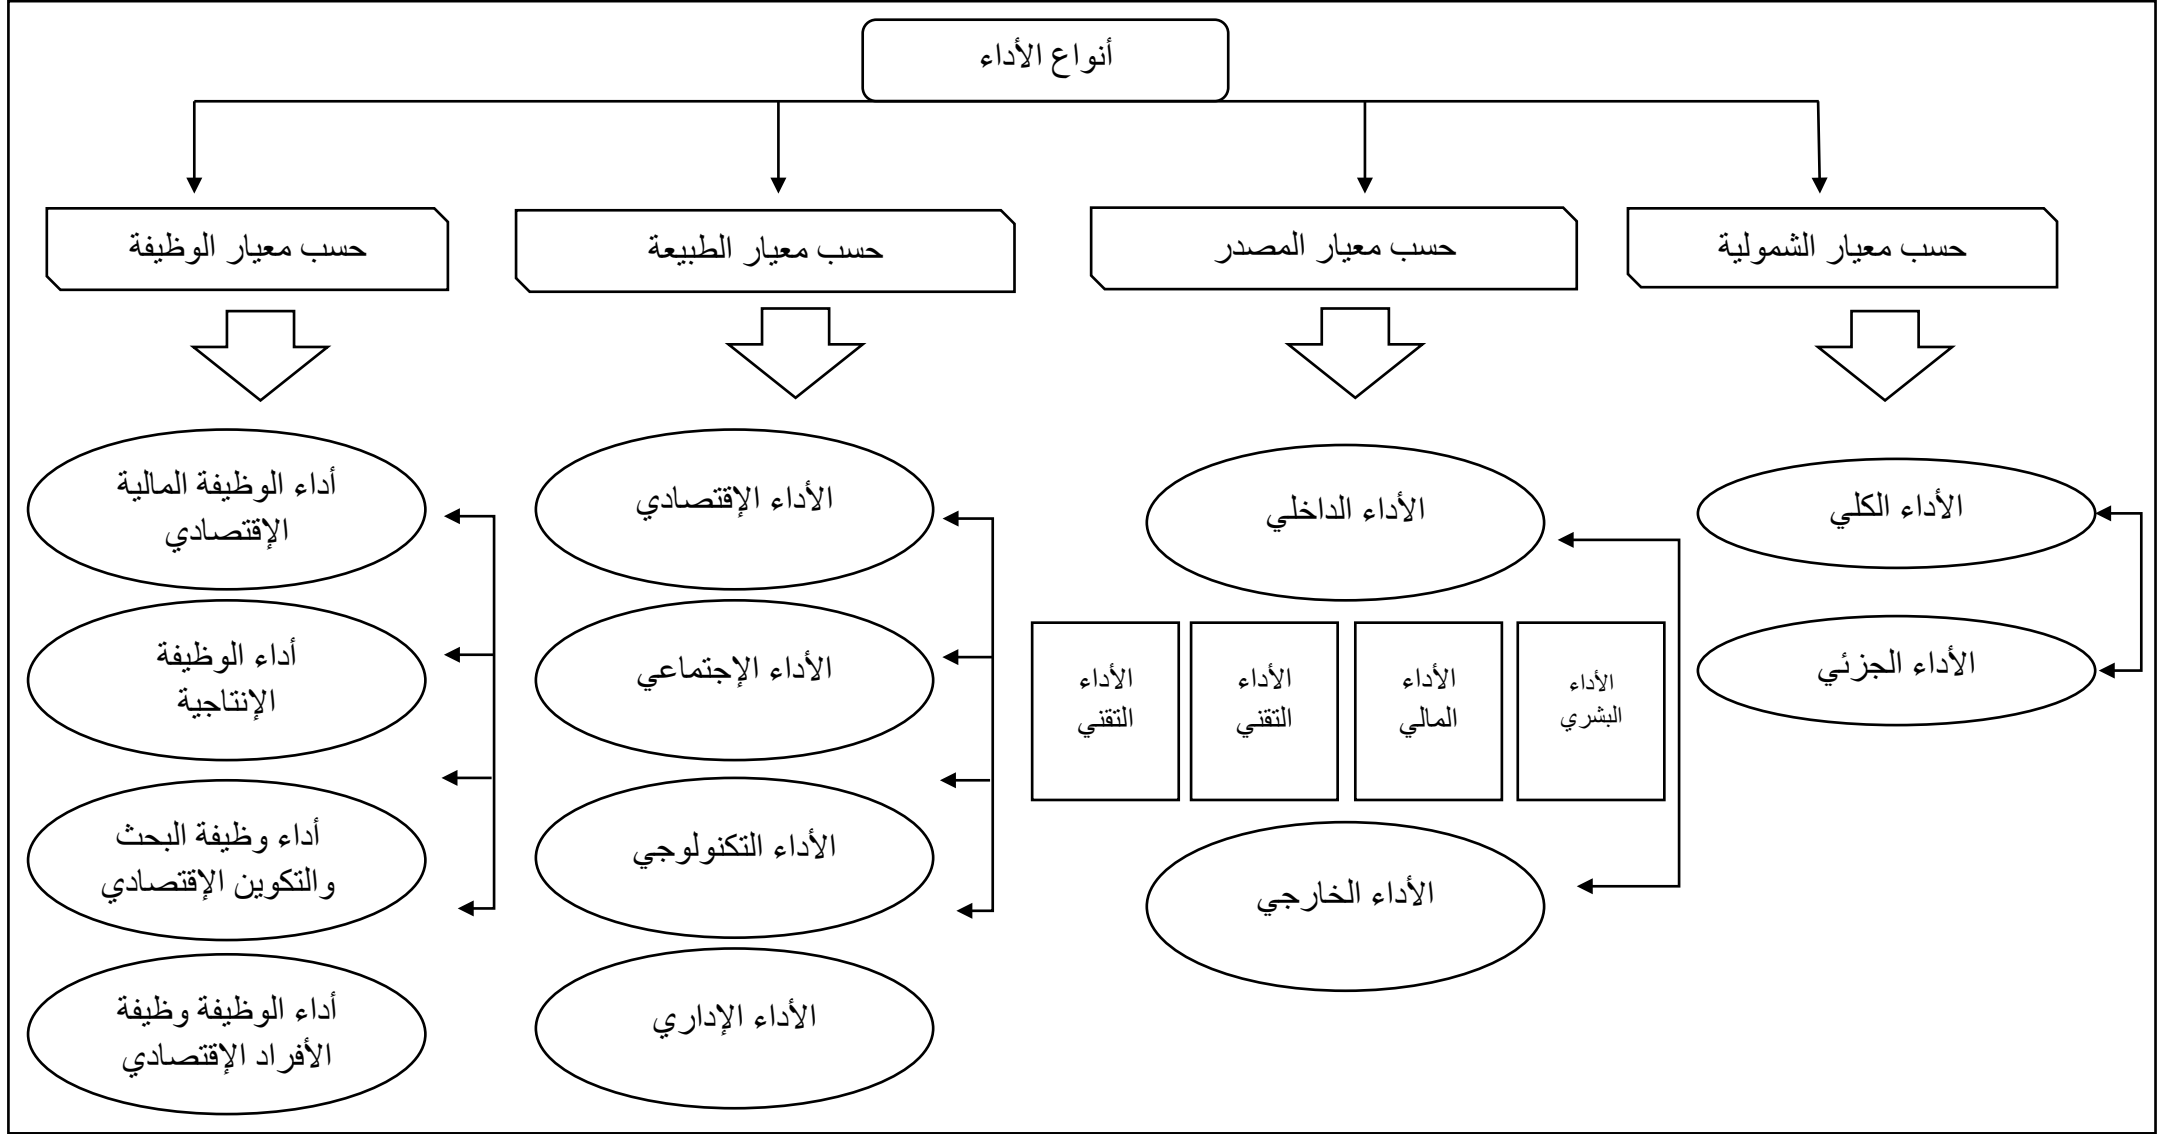 أنواع الأداء
حسب معيار الشمولية
حسب معيار المصدر
حسب معيار الطبيعة
حسب معيار الوظيفة
الأداء الكلي
الأداء الجزئي
الأداء الداخلي
الأداء
البشري
الأداء
المالي
الأداء
التقني
الأداء
التقني
الأداء الخارجي
الأداء الإقتصادي
الأداء الإجتماعي
الأداء التكنولوجي
الأداء الإداري
أداء الوظيفة المالية
الإقتصادي
أداء الوظيفة
الإنتاجية
أداء وظيفة البحث
والتكوين الإقتصادي
أداء الوظيفة وظيفة
الأفراد الإقتصادي